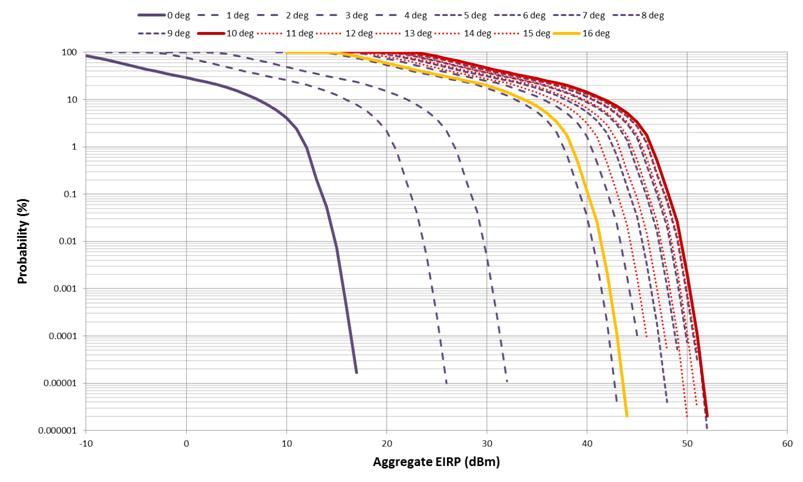 0 deg 1 deg 2 deg 3 deg 4 deg 5 deg 6 deg 7 deg 8 deg
9 deg 10 deg 11 deg 12 deg 13 deg 14 deg 15 deg 16 deg
100
10
1
0.1
0.01
0.001
0.0001
0.00001
0.000001
Probability (%)
-10 0 10 20 30 40 50 60
Aggregate EIRP (dBm)